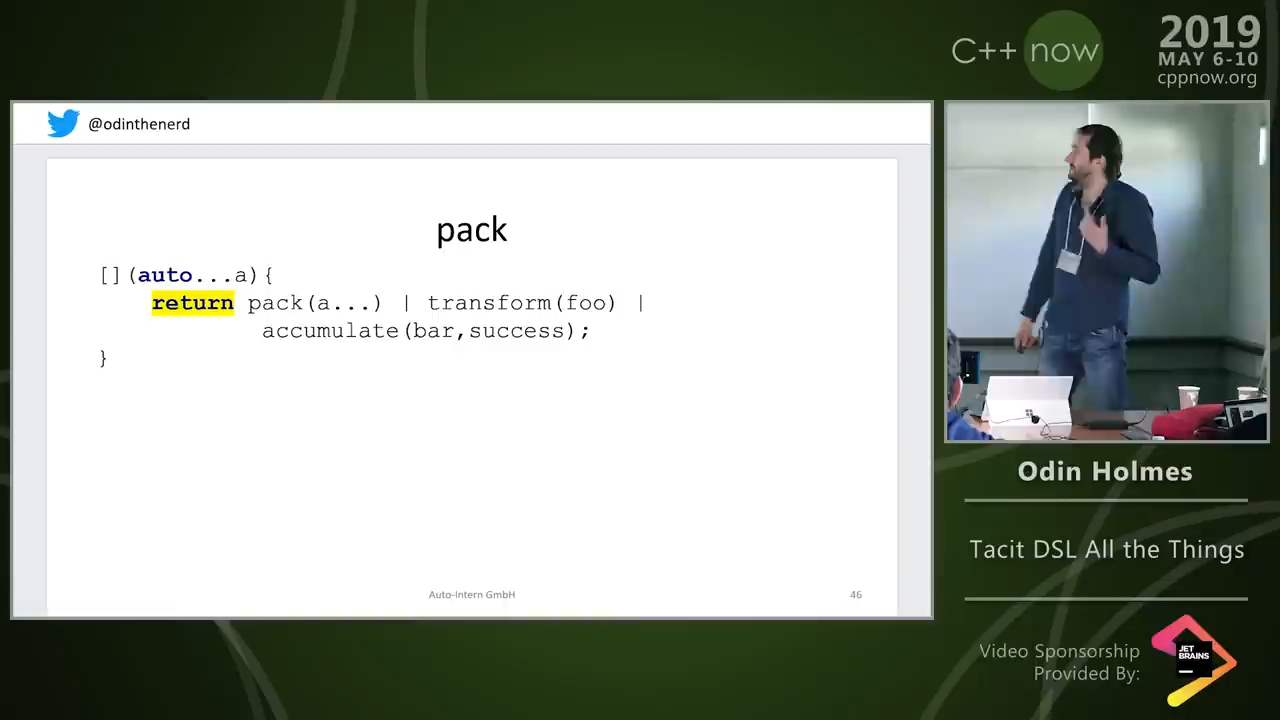 C++ now
2019
MAY 6-10
cppnow.org
@odinthenerd
pack
[](auto...a){
return pack(a...) | transform(foo) |
accumulate(bar,success);
}
Auto-Intern GmbH
46
Odin Holmes
Tacit DSL All the Things
Video Sponsorship
Provided By:
JET
BRAINS